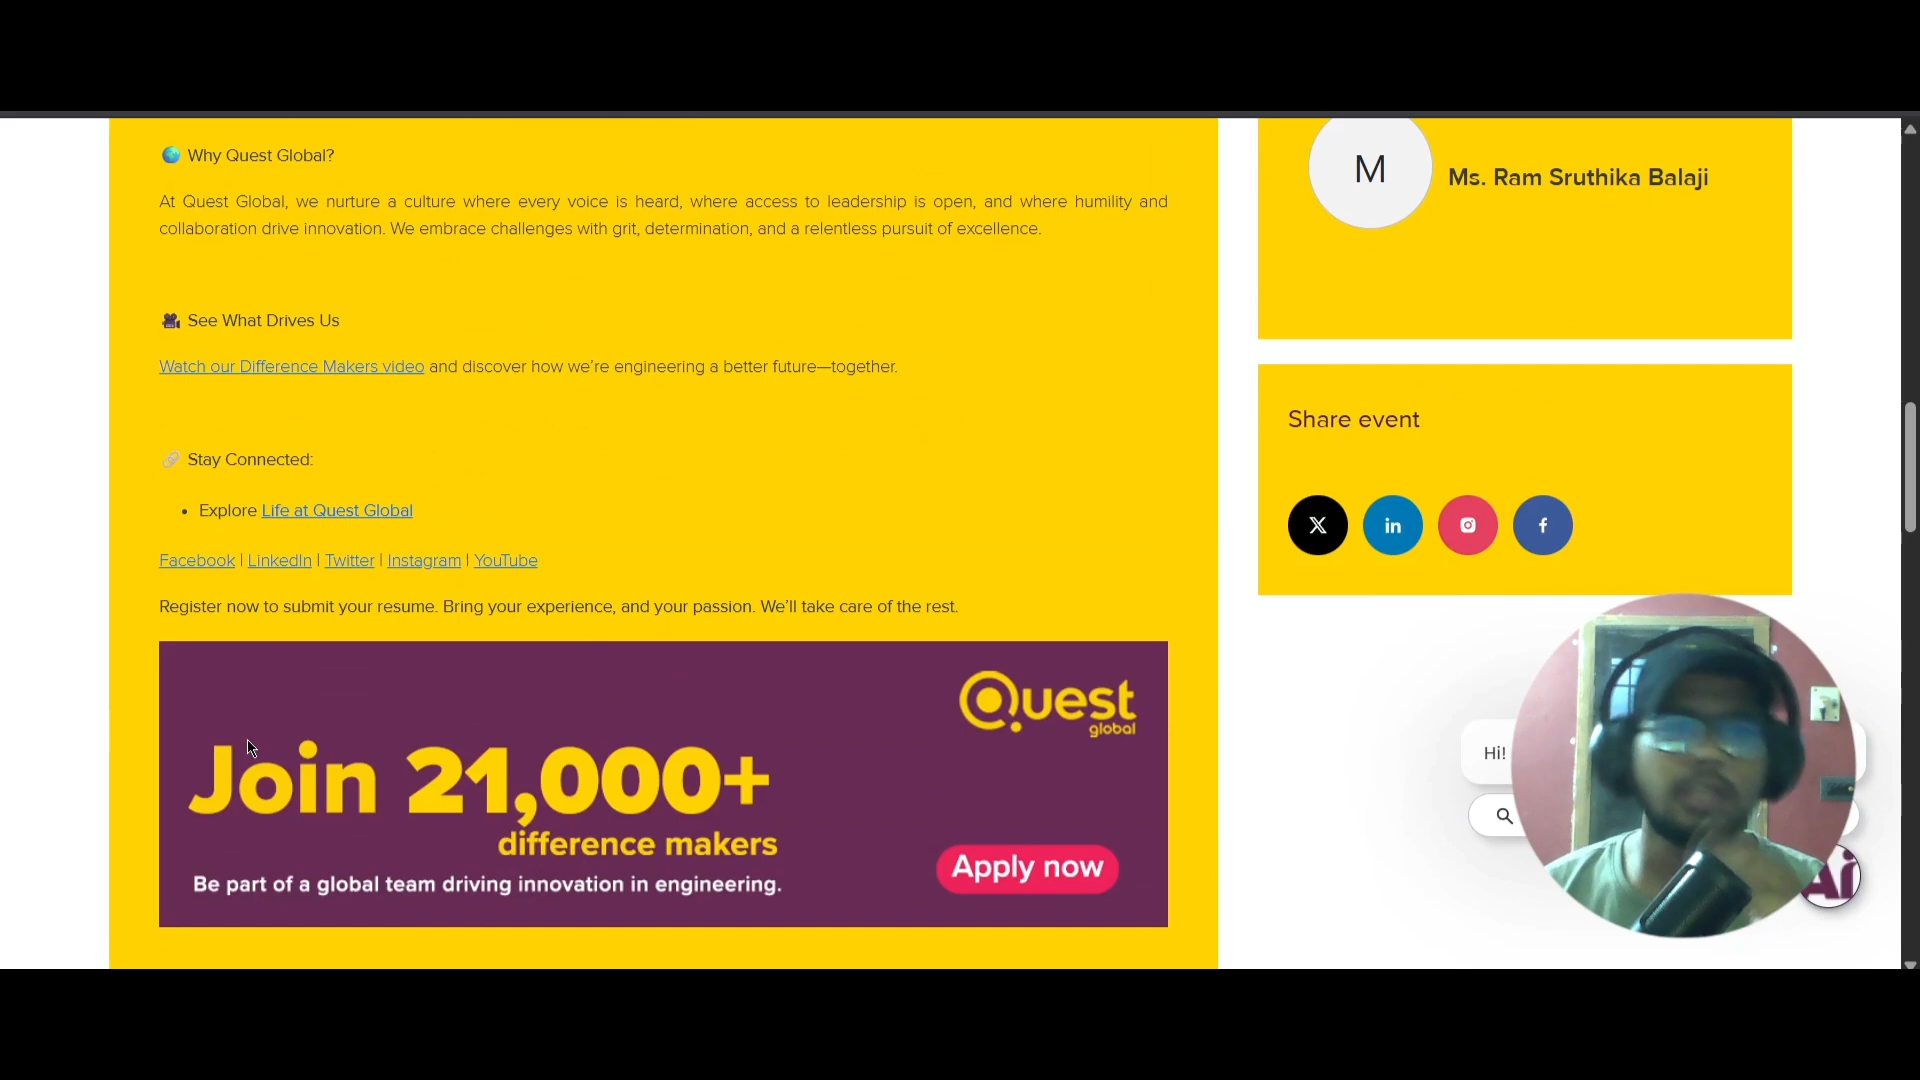 Why Quest Global?
At Quest Global, we nurture a culture where every voice is heard, where access to leadership is open, and where humility and
collaboration drive innovation. We embrace challenges with grit, determination, and a relentless pursuit of excellence.
See What Drives Us
Watch our Difference Makers video and discover how we're engineering a better future—together.
Stay Connected:
• Explore Life at Quest Global
Facebook | LinkedIn | Twitter | Instagram | YouTube
Register now to submit your resume. Bring your experience, and your passion. We'll take care of the rest.
Quest
global
Join 21,000+
difference makers
Be part of a global team driving innovation in engineering.
Apply now
M
Ms. Ram Sruthika Balaji
Share event
X
in
f
Hi!
Ai